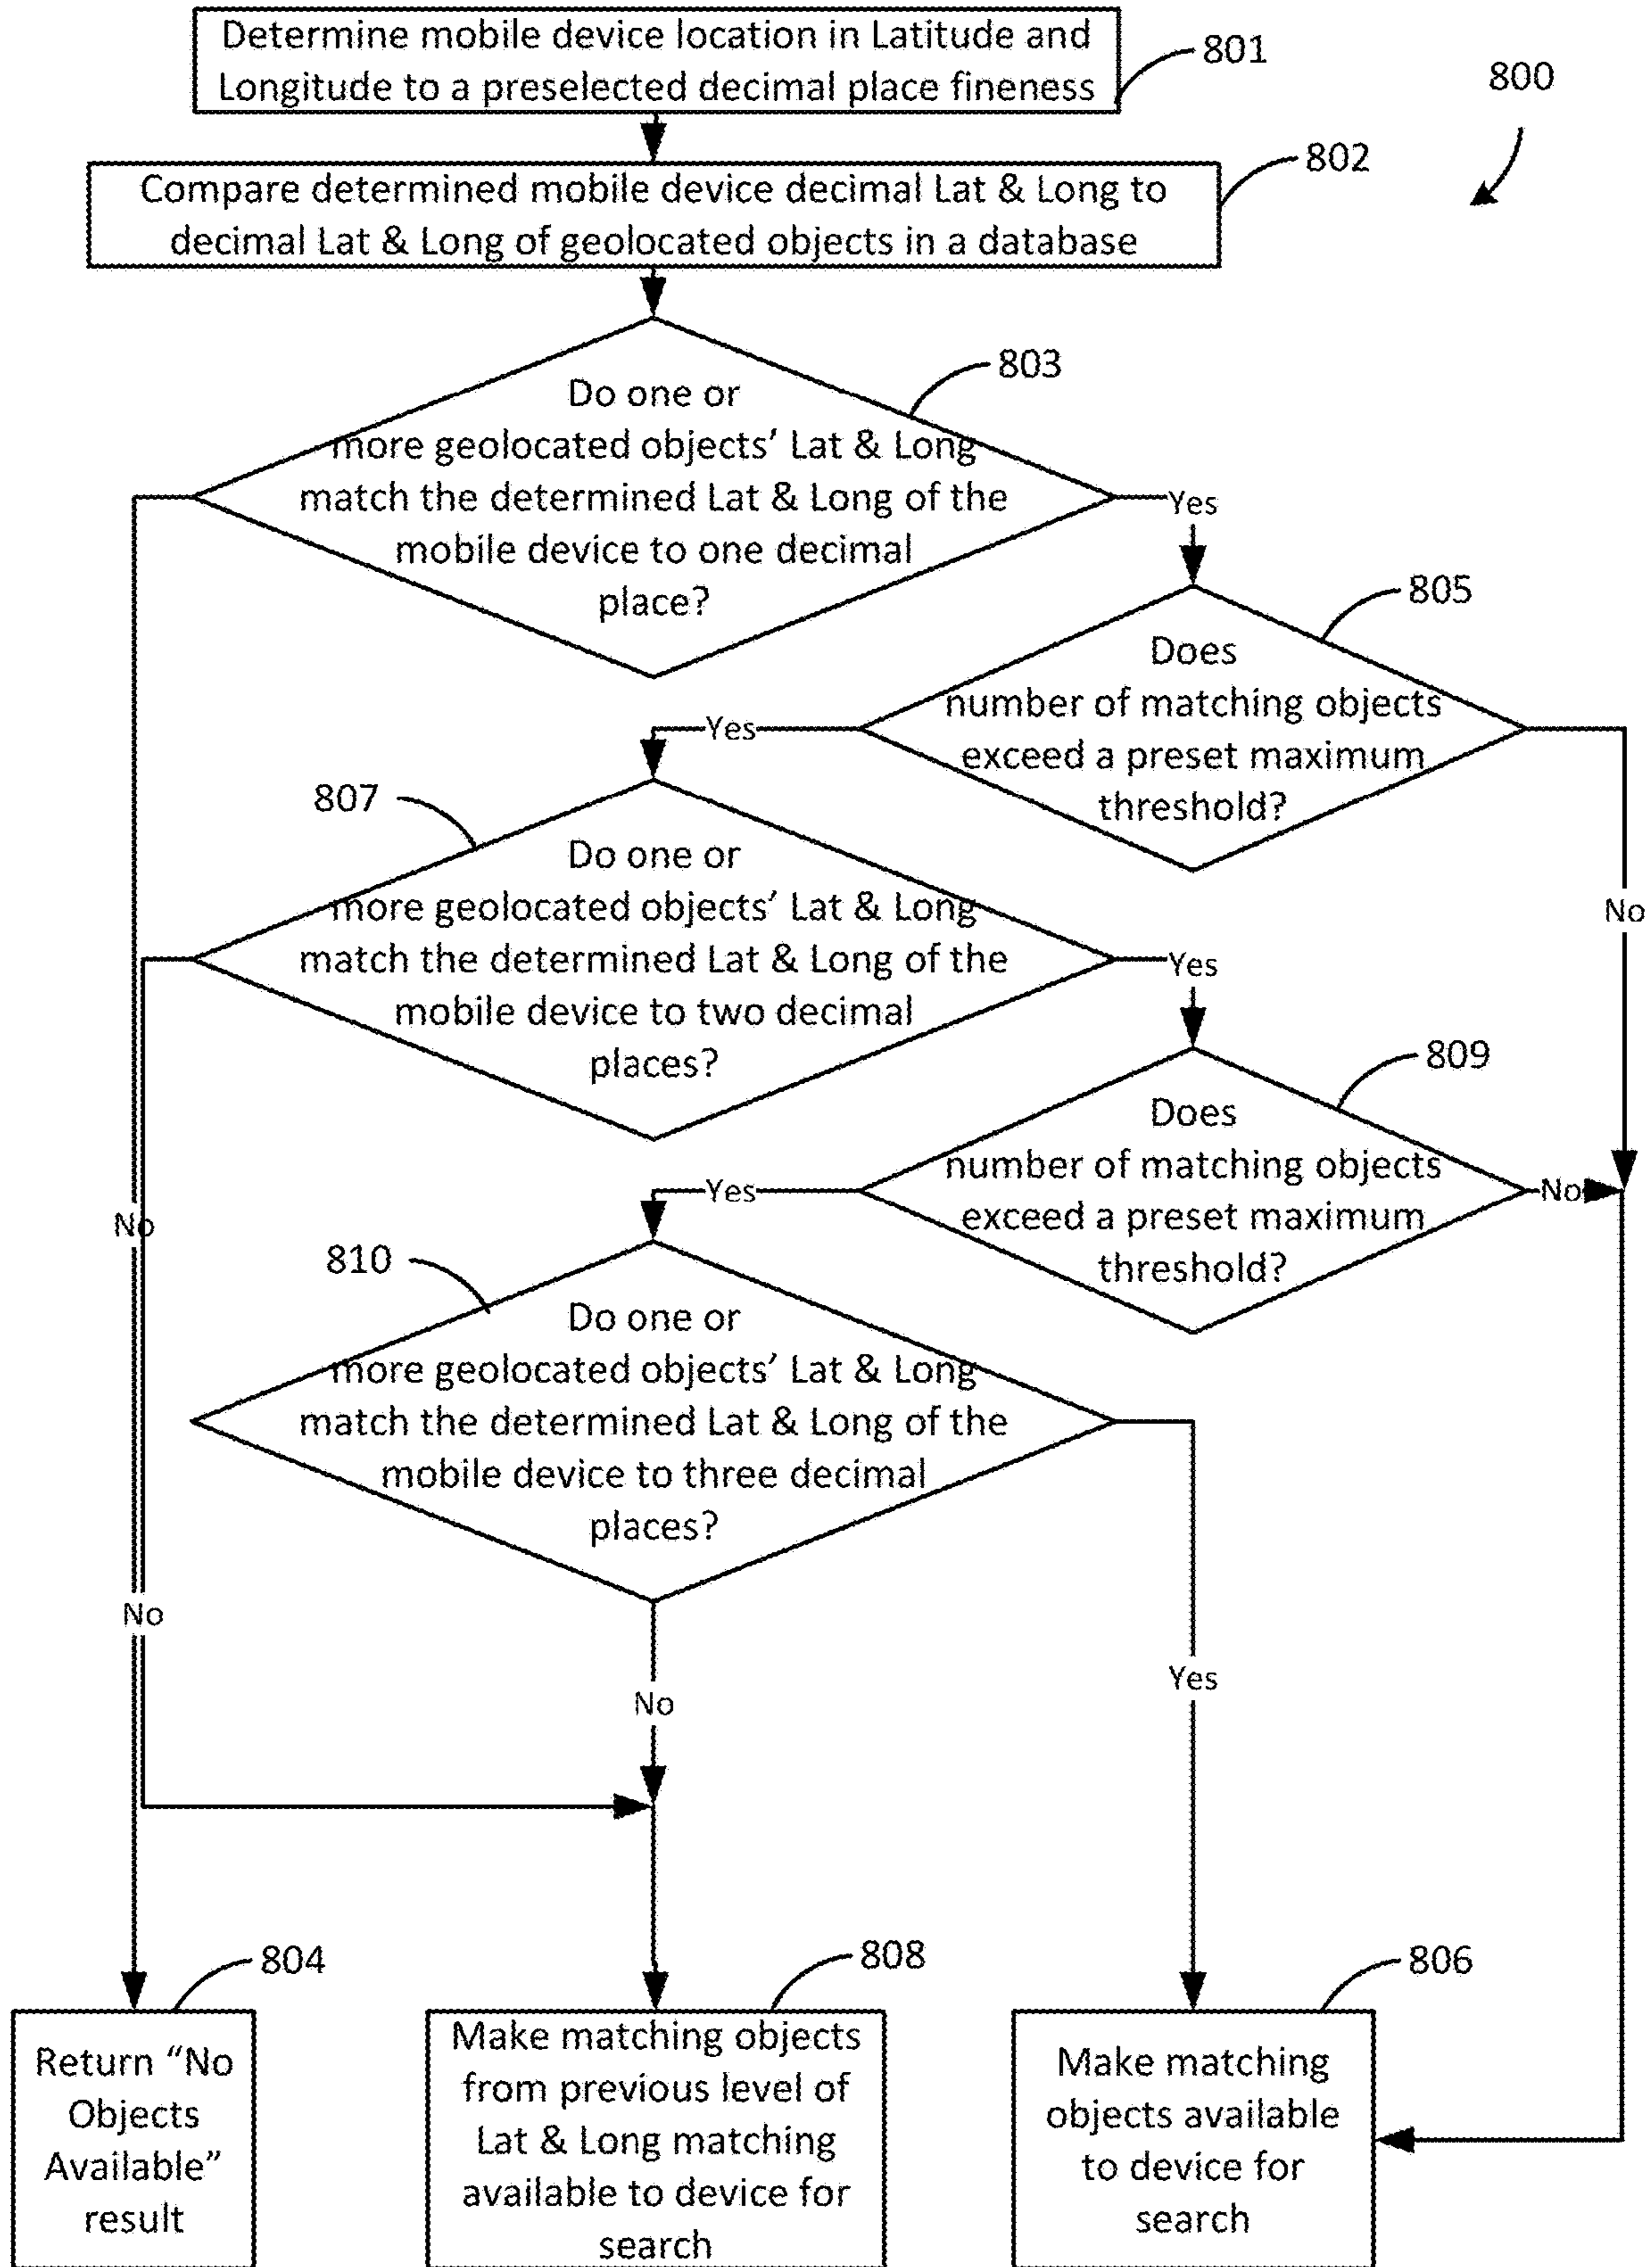 Determine mobile device location in Latitude and
Longitude to a preselected decimal place fineness
801
800
Compare determined mobile device decimal Lat & Long to
decimal Lat & Long of geolocated objects in a database
802
Do one or
more geolocated objects' Lat & Long
match the determined Lat & Long of the
mobile device to one decimal
place?
803
Yes
805
Does
number of matching objects
exceed a preset maximum
threshold?
Yes
No
807
Do one or
more geolocated objects' Lat & Long
match the determined Lat & Long of the
mobile device to two decimal
places?
Yes
809
Does
number of matching objects
exceed a preset maximum
threshold?
Yes
No
No
810
Do one or
more geolocated objects' Lat & Long
match the determined Lat & Long of the
mobile device to three decimal
places?
No
No
Yes
804
Return “No
Objects
Available”
result
808
Make matching objects
from previous level of
Lat & Long matching
available to device for
search
806
Make matching
objects available
to device for
search